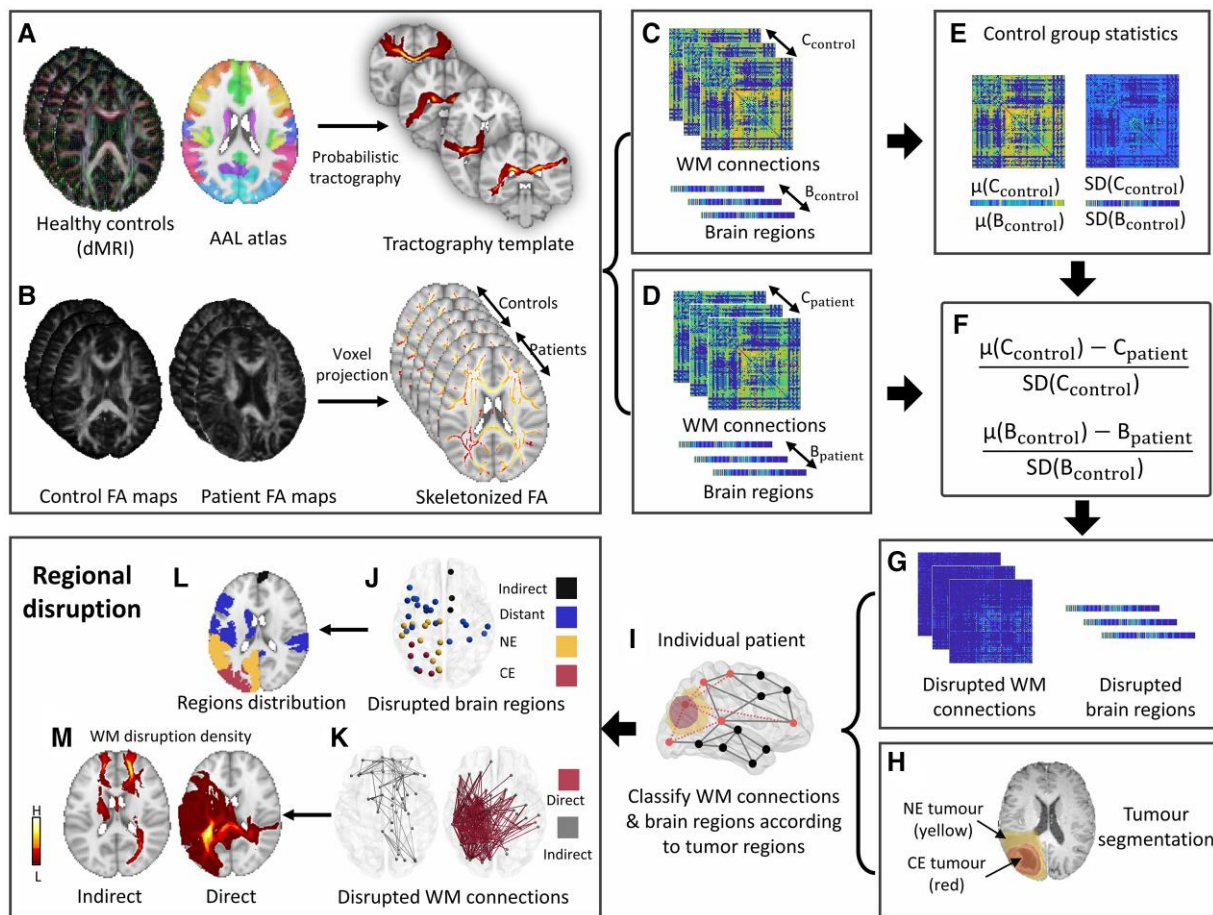 A
Healthy controls
(dMRI)
AAL atlas
Probabilistic
tractography
Tractography template
B
Control FA maps
Patient FA maps
Voxel
projection
Controls
Patients
Skeletonized FA
C
C_control
WM connections
B_control
Brain regions
D
C_patient
WM connections
B_patient
Brain regions
E
Control group statistics
μ(C_control)
SD(C_control)
μ(B_control)
SD(B_control)
F
μ(C_control) − C_patient
SD(C_control)
μ(B_control) − B_patient
SD(B_control)
G
Disrupted WM
connections
Disrupted
brain regions
H
NE tumour
(yellow)
CE tumour
(red)
Tumour
segmentation
I
Individual patient
Classify WM connections
& brain regions according
to tumor regions
Regional
disruption
L
Regions distribution
J
Indirect
Distant
NE
CE
Disrupted brain regions
M
WM disruption density
H
L
Indirect
Direct
K
Direct
Indirect
Disrupted WM connections